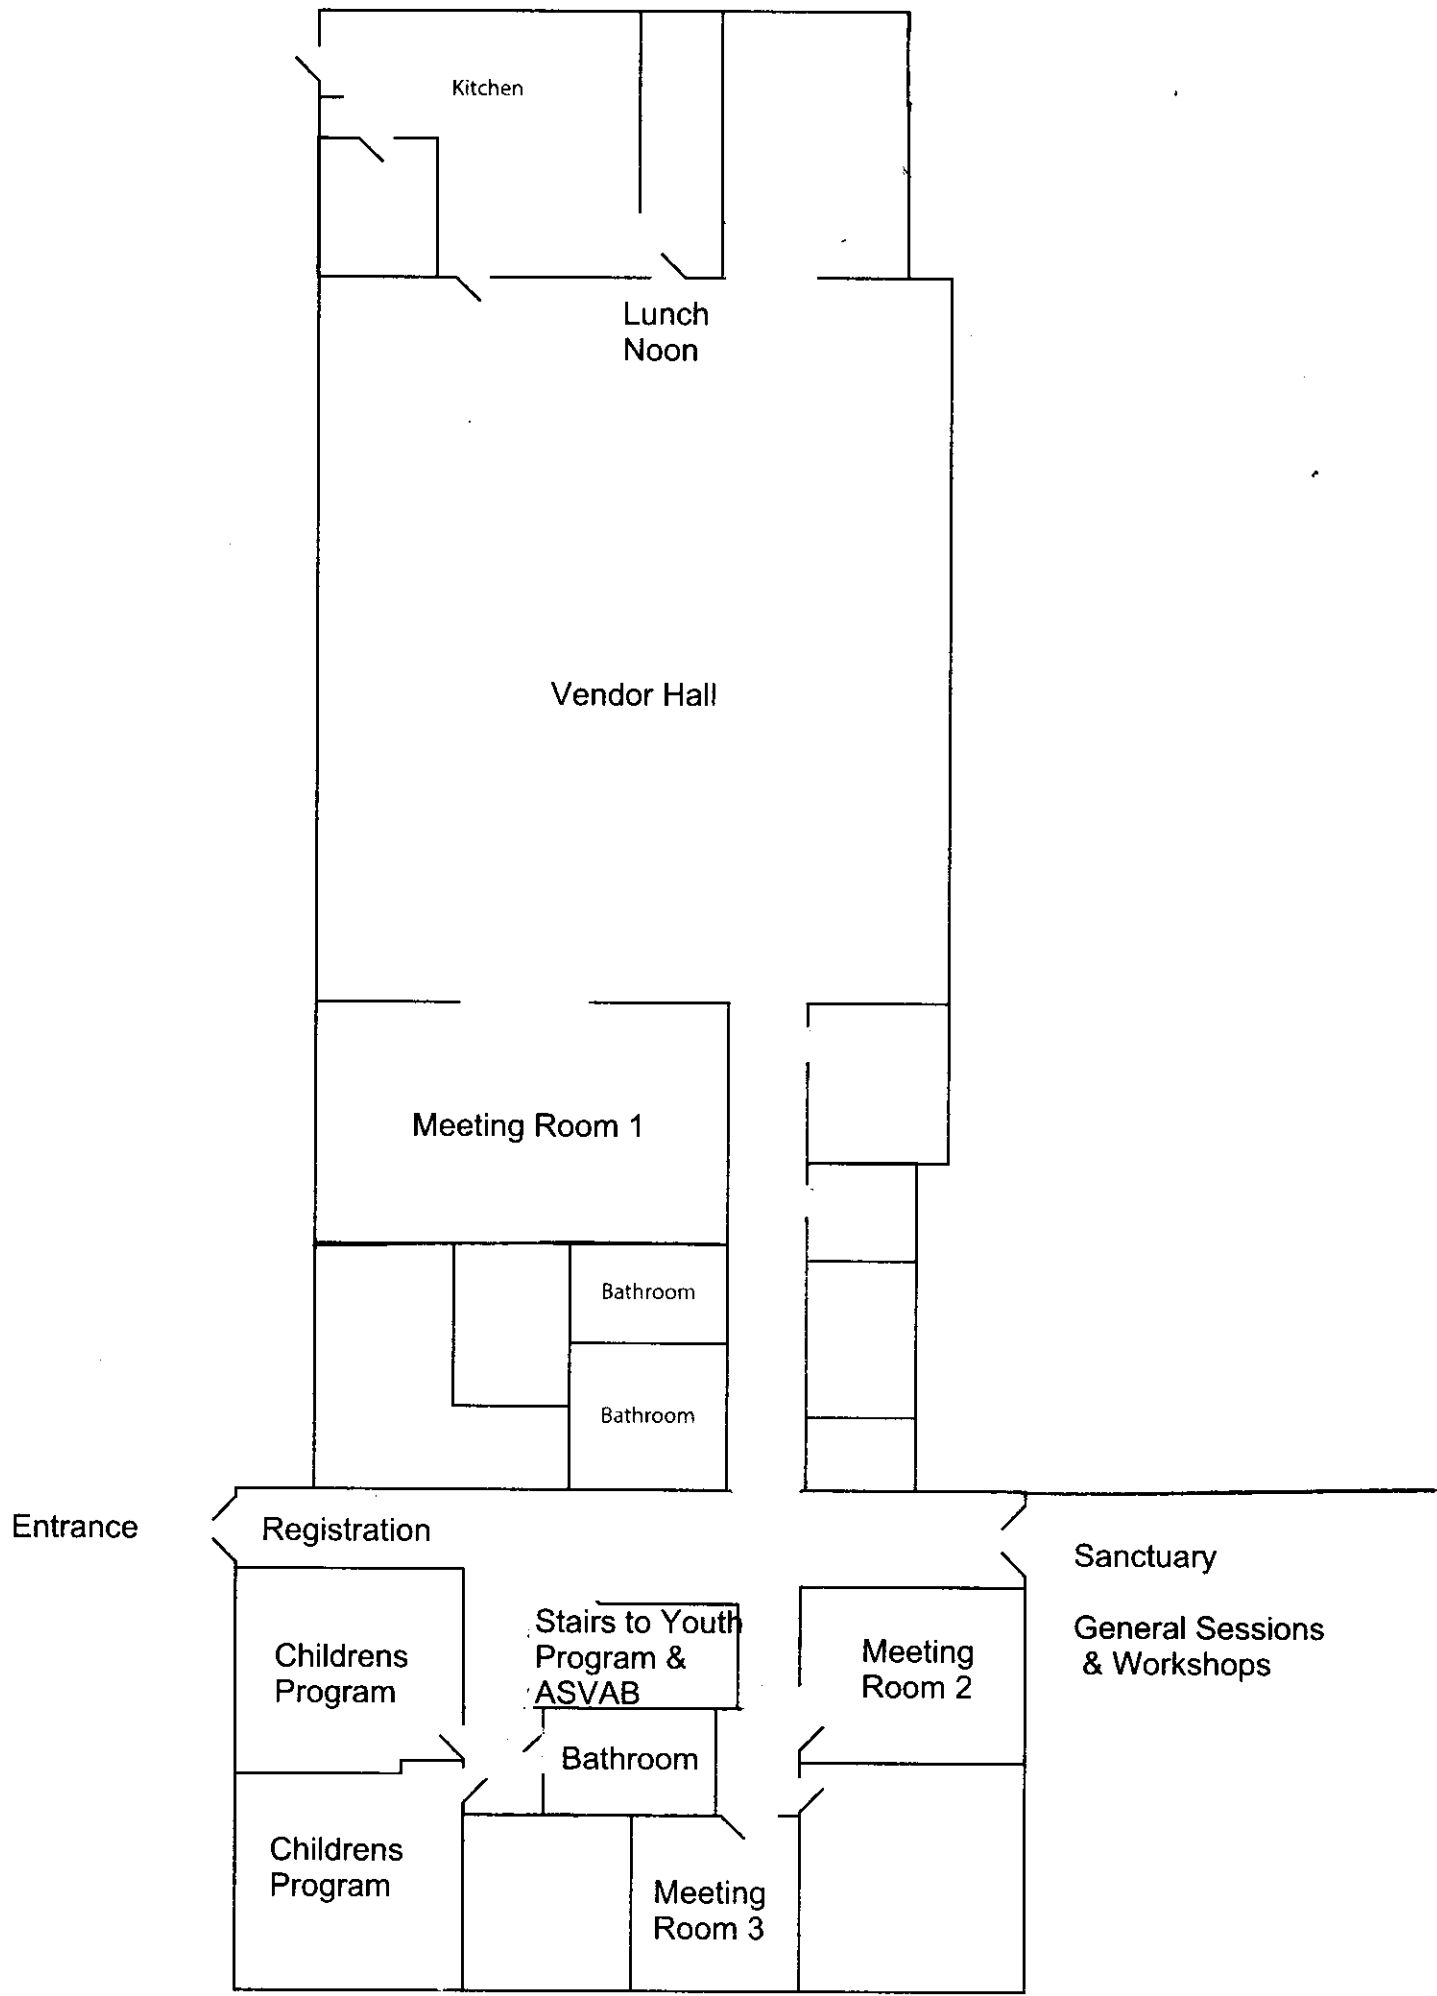 Kitchen
Lunch
Noon
Vendor Hall
Meeting Room 1
Bathroom
Bathroom
Entrance
Registration
Sanctuary
General Sessions
& Workshops
Stairs to Youth
Program &
ASVAB
Childrens
Program
Meeting
Room 2
Bathroom
Childrens
Program
Meeting
Room 3